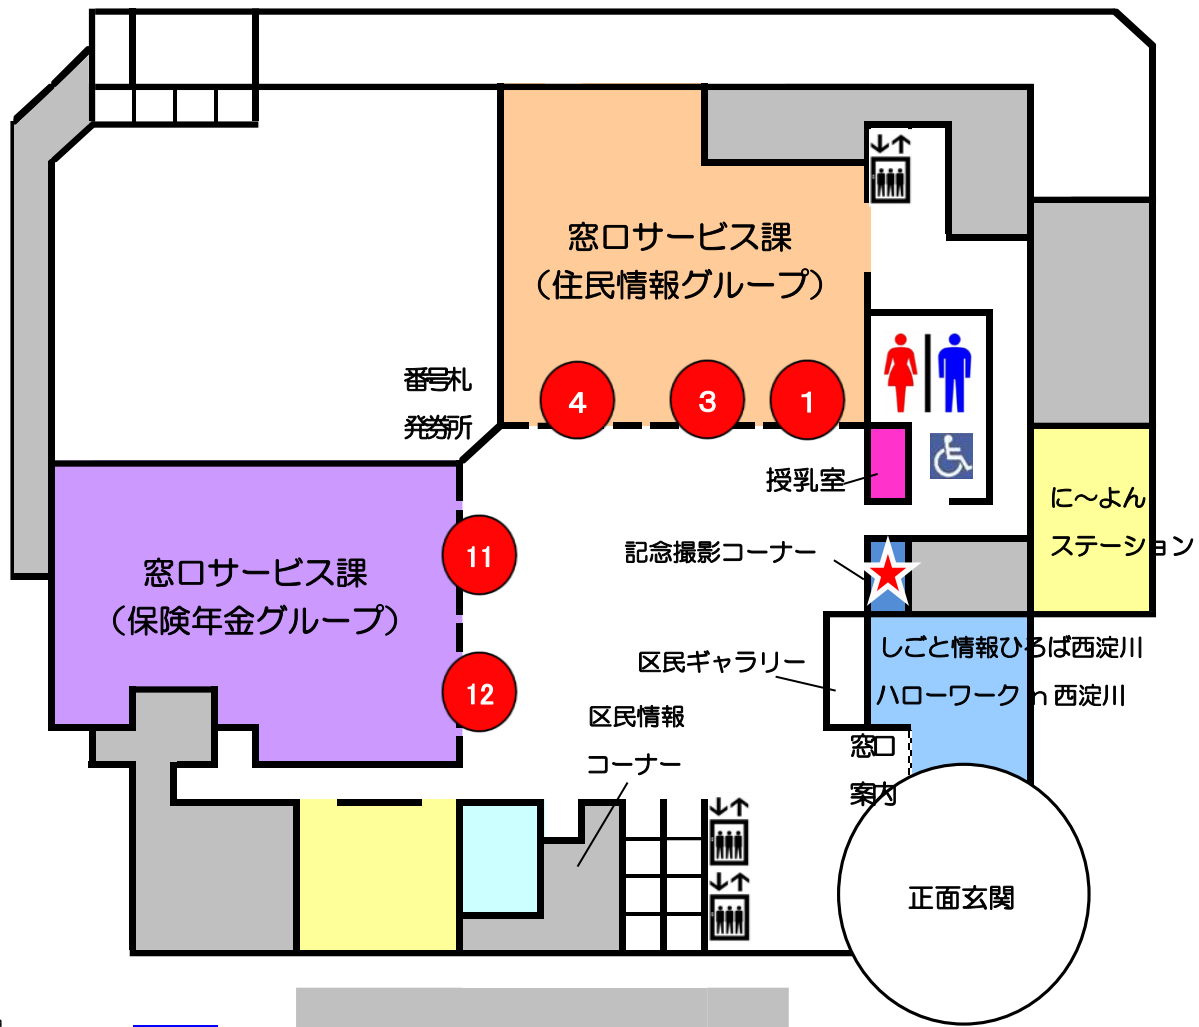 窓口サービス課
（住民情報グループ）
番号札
発券所
4
3
1
授乳室
に～よん
ステーション
記念撮影コーナー
11
窓口サービス課
（保険年金グループ）
12
区民ギャラリー
しごと情報ひろば西淀川
ハローワーク in 西淀川
区民情報
コーナー
窓口
案内
正面玄関